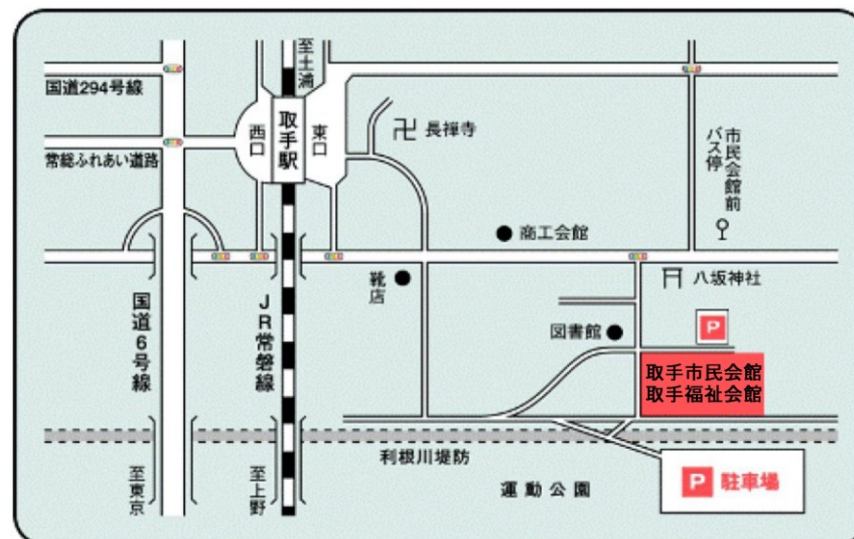 至土浦
国道294号線
西口
取手駅
東口
長禅寺
常総ふれあい道路
市民会館前
バス停
商工会館
靴店
八坂神社
国道6号線
JR常磐線
図書館
P
取手市民会館
取手福祉会館
利根川堤防
至東京
至上野
運動公園
P 駐車場